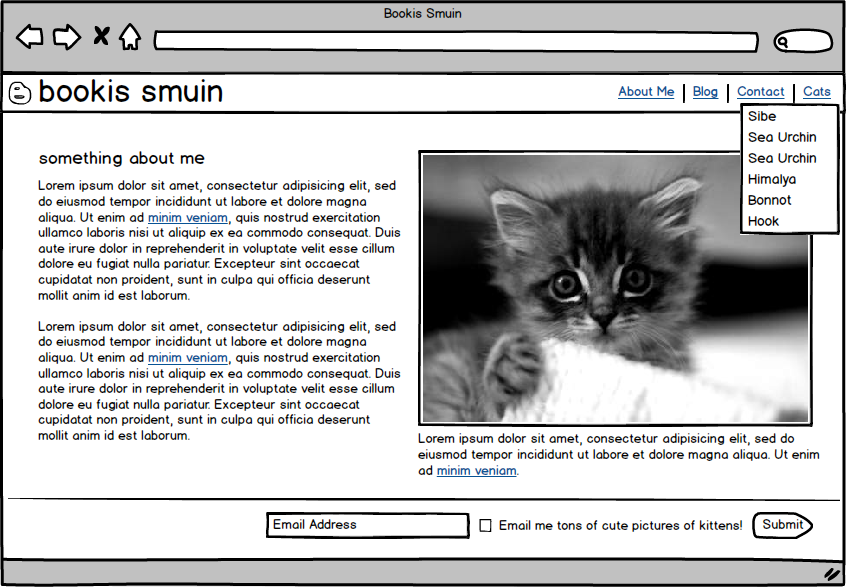 Bookis Smuin
bookis smuin
About Me
Blog
Contact
Cats
Sibe
Sea Urchin
Sea Urchin
Himalya
Bonnot
Hook
something about me
Lorem ipsum dolor sit amet, consectetur adipisicing elit, sed
do eiusmod tempor incididunt ut labore et dolore magna
aliqua. Ut enim ad minim veniam, quis nostrud exercitation
ullamco laboris nisi ut aliquip ex ea commodo consequat. Duis
aute irure dolor in reprehenderit in voluptate velit esse cillum
dolore eu fugiat nulla pariatur. Excepteur sint occaecat
cupidatat non proident, sunt in culpa qui officia deserunt
mollit anim id est laborum.
Lorem ipsum dolor sit amet, consectetur adipisicing elit, sed
do eiusmod tempor incididunt ut labore et dolore magna
aliqua. Ut enim ad minim veniam, quis nostrud exercitation
ullamco laboris nisi ut aliquip ex ea commodo consequat. Duis
aute irure dolor in reprehenderit in voluptate velit esse cillum
dolore eu fugiat nulla pariatur. Excepteur sint occaecat
cupidatat non proident, sunt in culpa qui officia deserunt
mollit anim id est laborum.
Lorem ipsum dolor sit amet, consectetur adipisicing elit, sed do
eiusmod tempor incididunt ut labore et dolore magna aliqua. Ut enim
ad minim veniam.
Email Address
Email me tons of cute pictures of kittens!
Submit